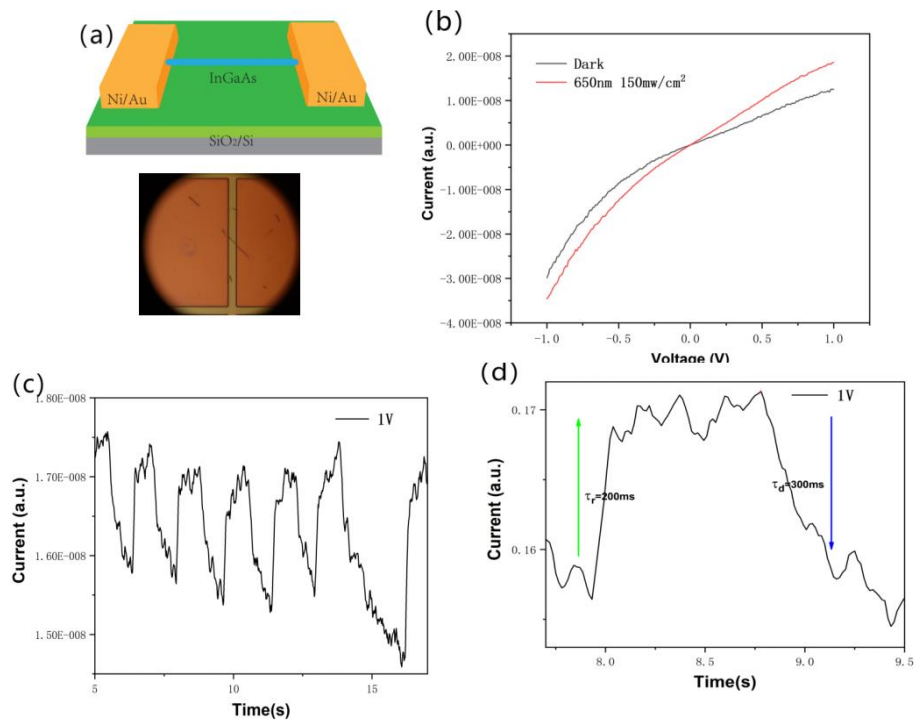 (a)
InGaAs
Ni/Au
Ni/Au
SiO₂/Si
(b)
2.00E-008
1.00E-008
0.00E+000
-1.00E-008
-2.00E-008
-3.00E-008
-4.00E-008
Current (a.u.)
Dark
650nm 150mw/cm²
-1.0
-0.5
0.0
0.5
1.0
Voltage (V)
(c)
1.80E-008
1.70E-008
1.60E-008
1.50E-008
Current (a.u.)
1V
5
10
15
Time(s)
(d)
0.17
0.16
Current (a.u.)
1V
τr=200ms
τd=300ms
8.0
8.5
9.0
9.5
Time(s)